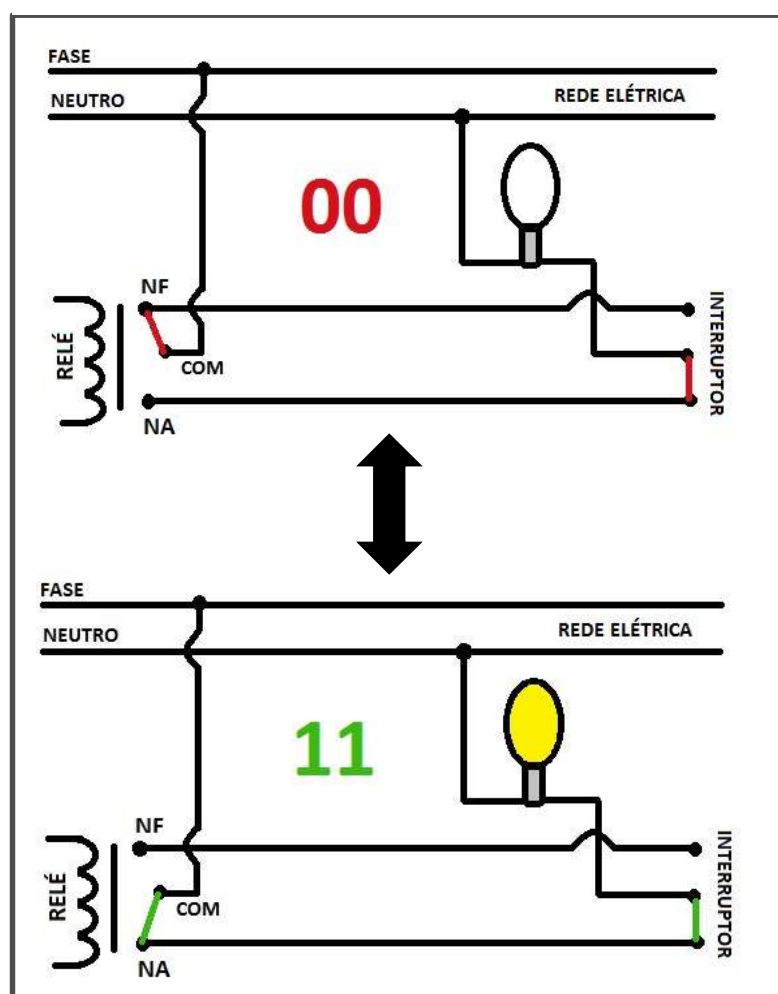 FASE
NEUTRO
REDE ELÉTRICA
00
NF
RELÉ
COM
INTERRUPTOR
NA
FASE
NEUTRO
REDE ELÉTRICA
11
NF
RELÉ
COM
INTERRUPTOR
NA